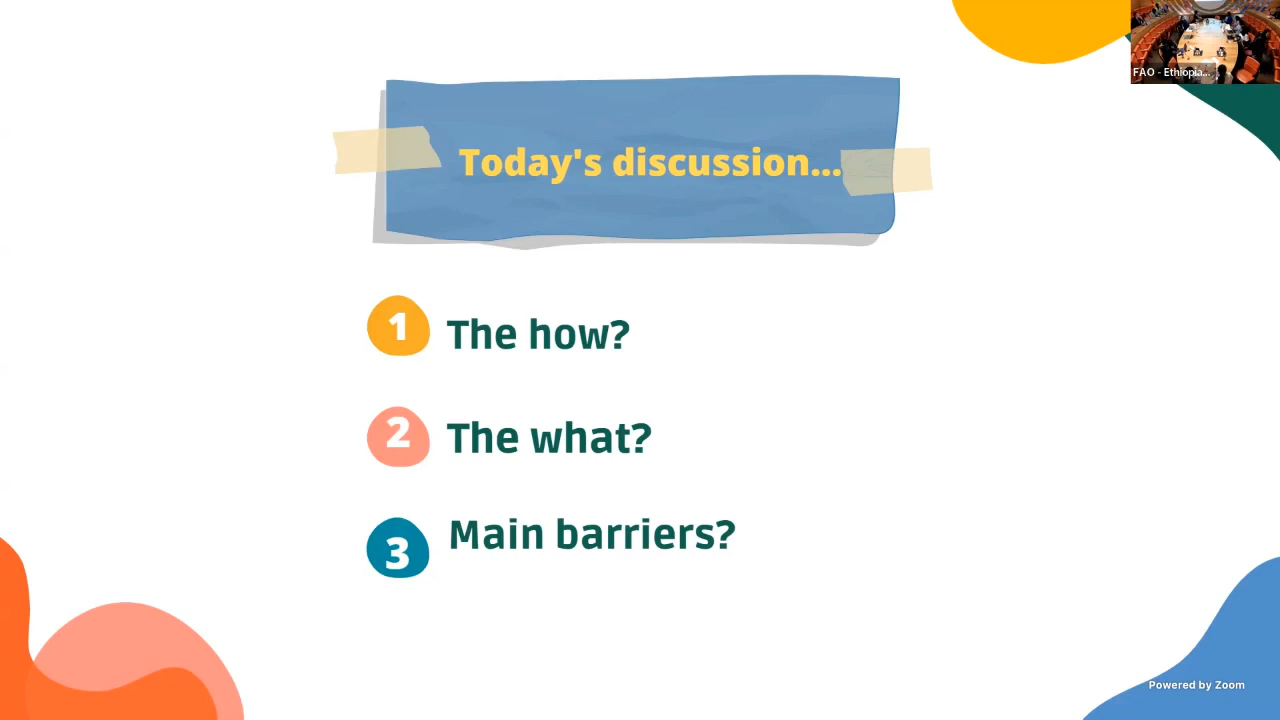 FAO - Ethiopia...
Today's discussion...
1 The how?
2 The what?
3 Main barriers?
Powered by Zoom